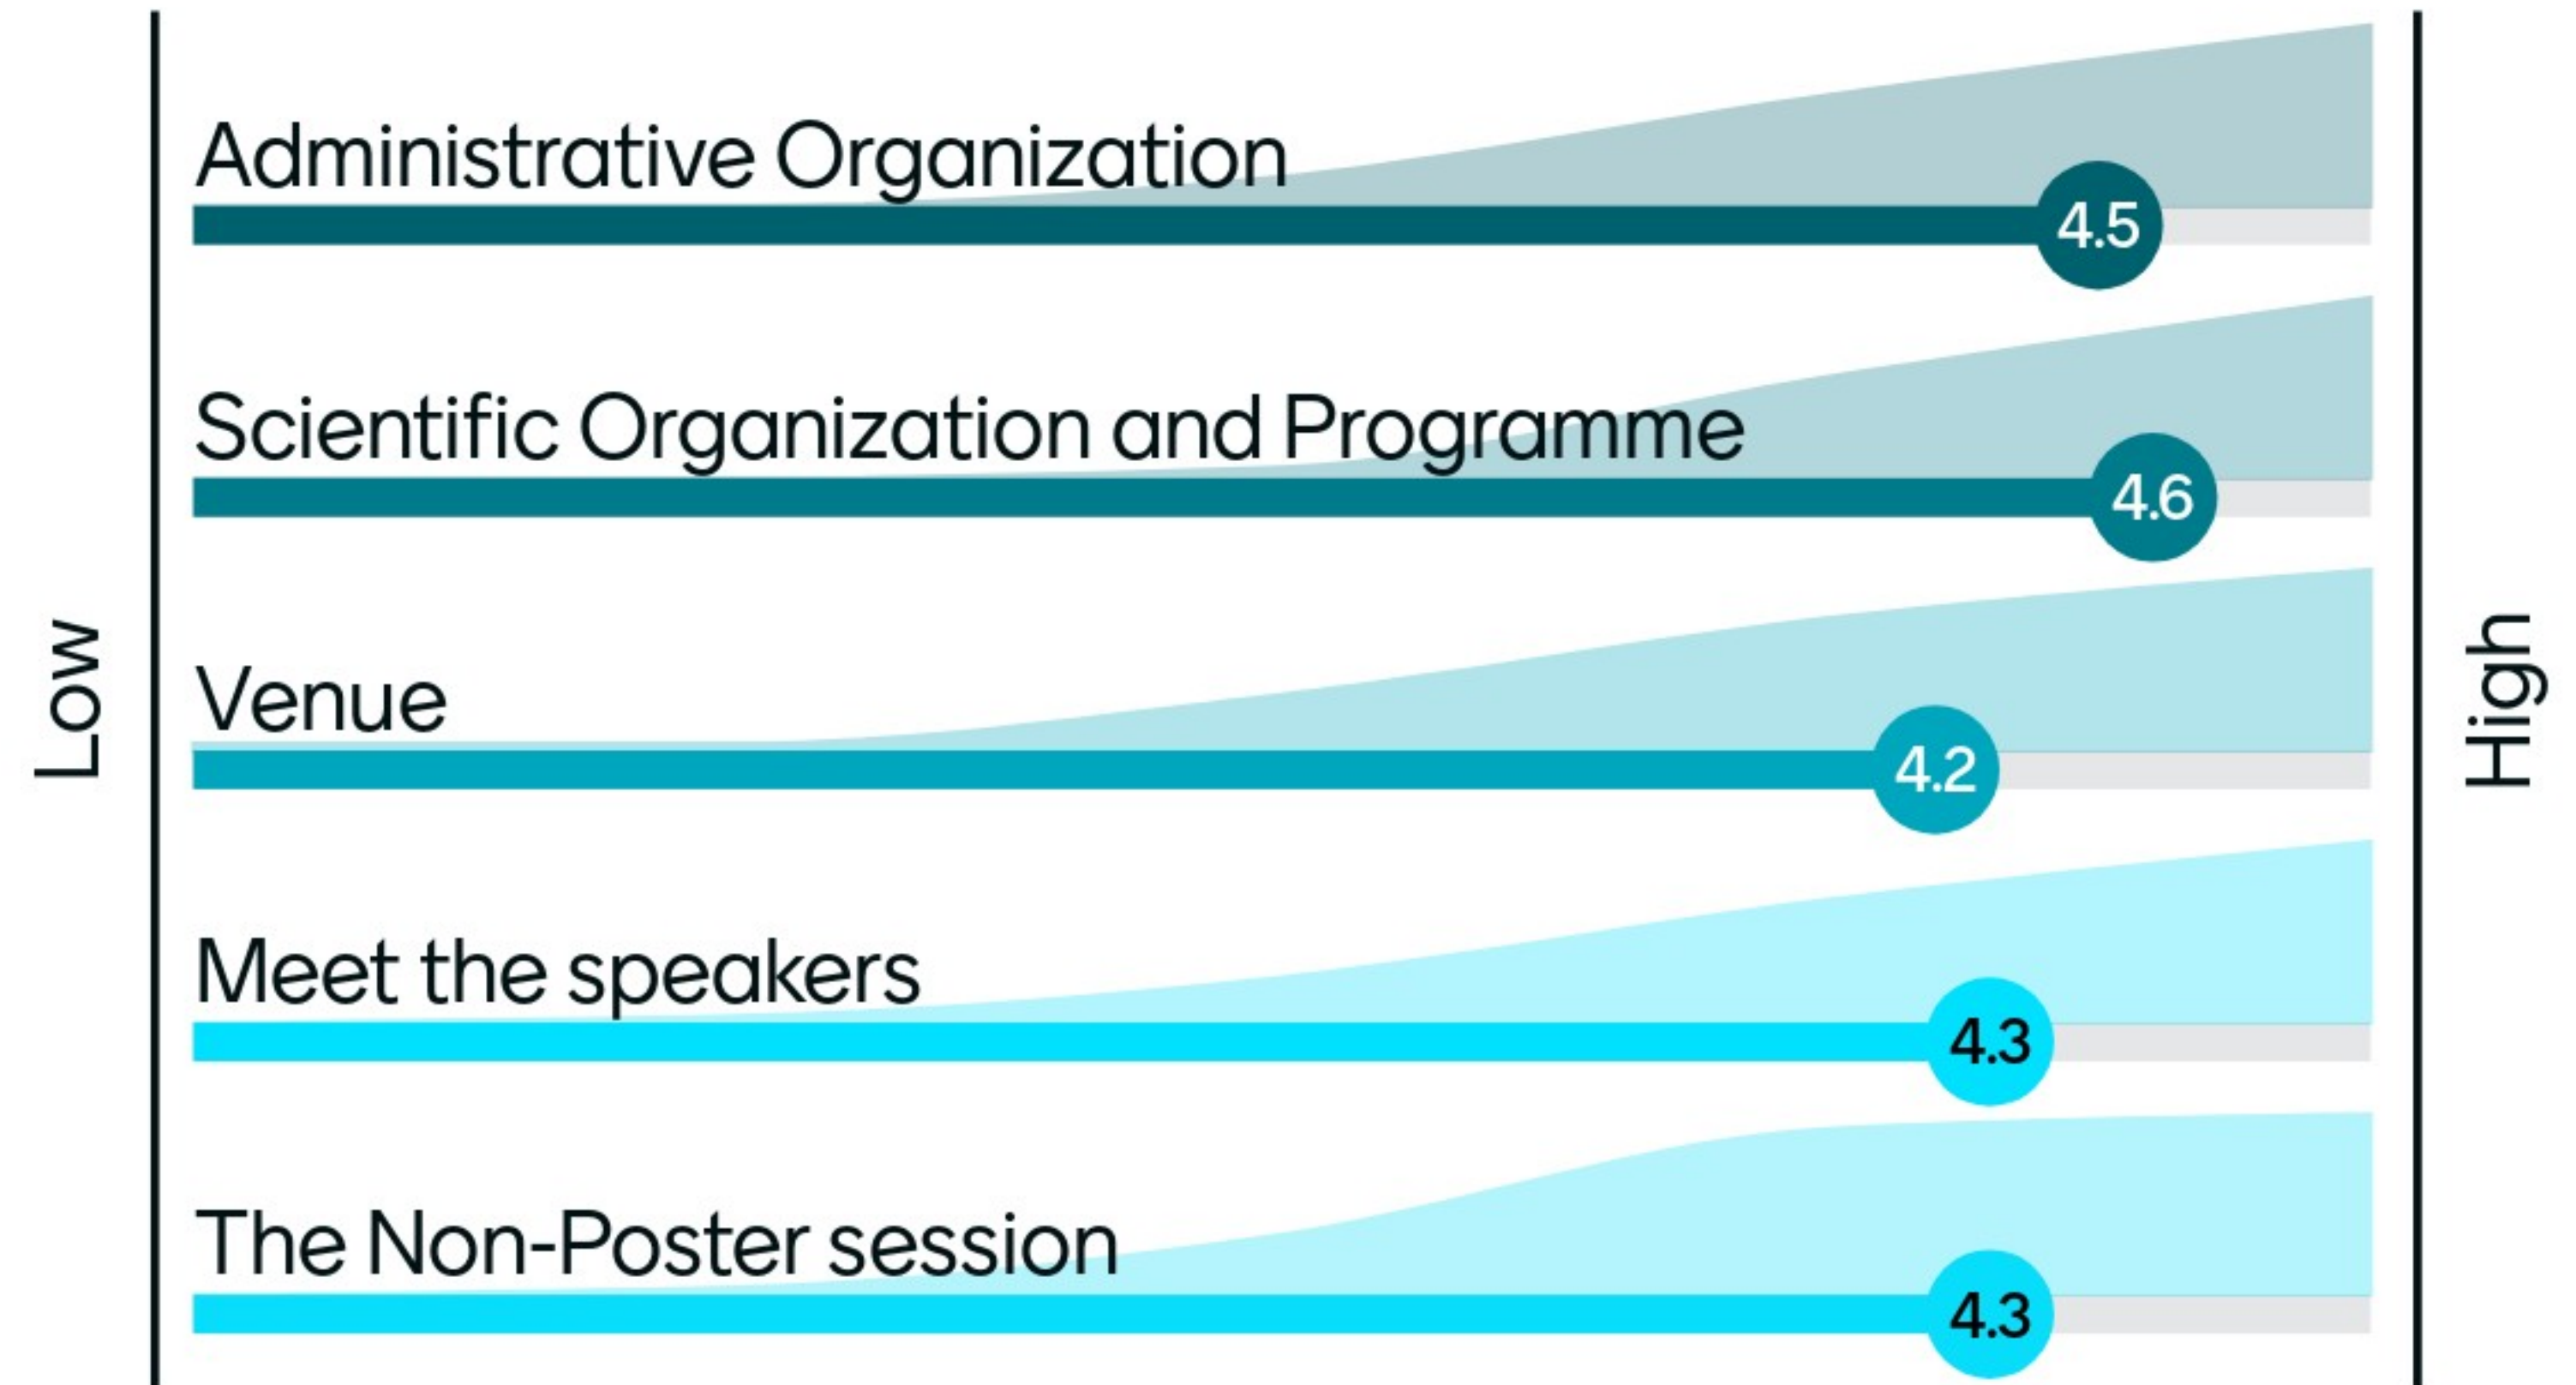 Administrative Organization
4.5
Scientific Organization and Programme
4.6
Low
Venue
4.2
High
Meet the speakers
4.3
The Non-Poster session
4.3